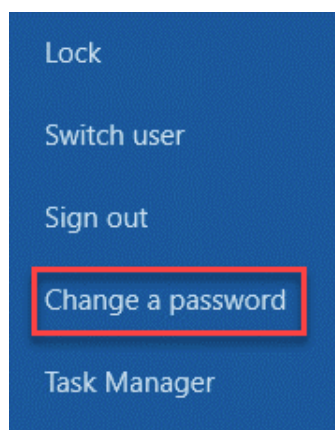 Lock
Switch user
Sign out
Change a password
Task Manager